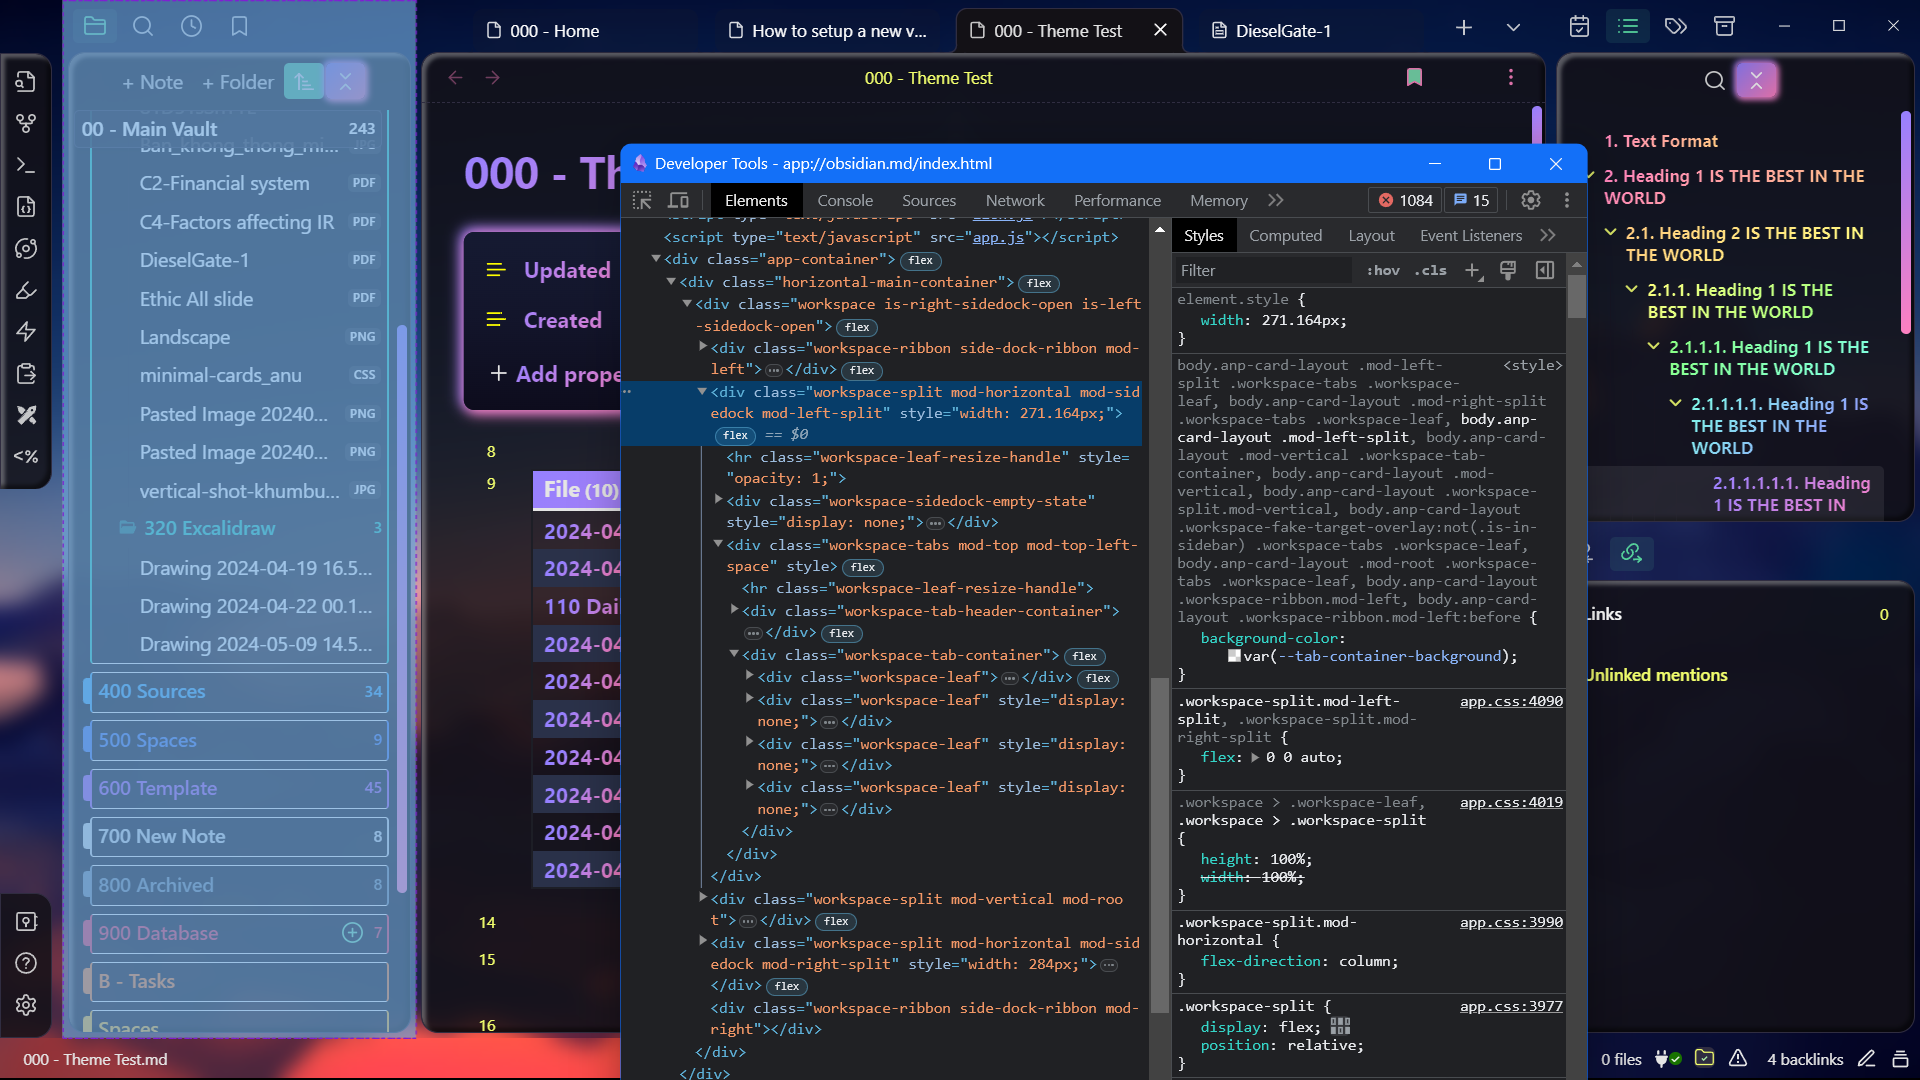 000 - Home
How to setup a new v...
000 - Theme Test
DieselGate-1
+ Note + Folder
00 - Main Vault 243
C2-Financial system PDF
C4-Factors affecting IR PDF
DieselGate-1 PDF
Ethic All slide PDF
Landscape PNG
minimal-cards_anu CSS
Pasted Image 20240... PNG
Pasted Image 20240... PNG
vertical-shot-khumbu... JPG
320 Excalidraw 3
Drawing 2024-04-19 16.5...
Drawing 2024-04-22 00.1...
Drawing 2024-05-09 14.5...
400 Sources 34
500 Spaces 9
600 Template 45
700 New Note 8
800 Archived 8
900 Database 7
B - Tasks
Spaces
000 - Theme Test.md
000 - Theme Test
000 - Th
Updated
Created
+ Add prope
8
9
File (10)
2024-04
2024-04
110 Dai
2024-04
2024-04
2024-04
2024-04
2024-04
2024-04
2024-04
14
15
16
Developer Tools - app://obsidian.md/index.html
Elements Console Sources Network Performance Memory 1084 15
<script type="text/javascript" src="app.js"></script>
<div class="app-container"> flex
<div class="horizontal-main-container"> flex
<div class="workspace is-right-sidedock-open is-left
-sidedock-open"> flex
<div class="workspace-ribbon side-dock-ribbon mod-
left"> … </div> flex
<div class="workspace-split mod-horizontal mod-sid
edock mod-left-split" style="width: 271.164px;">
flex == $0
<hr class="workspace-leaf-resize-handle" style=
"opacity: 1;">
<div class="workspace-sidedock-empty-state"
style="display: none;"> … </div>
<div class="workspace-tabs mod-top mod-top-left-
space" style> flex
<hr class="workspace-leaf-resize-handle">
<div class="workspace-tab-header-container">
… </div> flex
<div class="workspace-tab-container"> flex
<div class="workspace-leaf"> … </div> flex
<div class="workspace-leaf" style="display:
none;"> … </div>
<div class="workspace-leaf" style="display:
none;"> … </div>
<div class="workspace-leaf" style="display:
none;"> … </div>
</div>
</div>
</div>
<div class="workspace-split mod-vertical mod-roo
t"> … </div> flex
<div class="workspace-split mod-horizontal mod-sid
edock mod-right-split" style="width: 284px;"> …
</div> flex
<div class="workspace-ribbon side-dock-ribbon mod-
right"></div>
</div>
</div>
Styles Computed Layout Event Listeners
Filter :hov .cls
element.style {
width: 271.164px;
}
body.anp-card-layout .mod-left- <style>
split .workspace-tabs .workspace-
leaf, body.anp-card-layout .mod-right-split
.workspace-tabs .workspace-leaf, body.anp-
card-layout .mod-left-split, body.anp-card-
layout .mod-vertical .workspace-tab-
container, body.anp-card-layout .mod-
vertical, body.anp-card-layout .workspace-
split.mod-vertical, body.anp-card-layout
.workspace-fake-target-overlay:not(.is-in-
sidebar) .workspace-tabs .workspace-leaf,
body.anp-card-layout .mod-root .workspace-
tabs .workspace-leaf, body.anp-card-layout
.workspace-ribbon.mod-left, body.anp-card-
layout .workspace-ribbon.mod-left:before {
background-color:
var(--tab-container-background);
}
.workspace-split.mod-left- app.css:4090
split, .workspace-split.mod-
right-split {
flex: 0 0 auto;
}
.workspace > .workspace-leaf, app.css:4019
.workspace > .workspace-split
{
height: 100%;
width: 100%;
}
.workspace-split.mod- app.css:3990
horizontal {
flex-direction: column;
}
.workspace-split { app.css:3977
display: flex;
position: relative;
}
1. Text Format
2. Heading 1 IS THE BEST IN THE
WORLD
2.1. Heading 2 IS THE BEST IN
THE WORLD
2.1.1. Heading 1 IS THE
BEST IN THE WORLD
2.1.1.1. Heading 1 IS THE
BEST IN THE WORLD
2.1.1.1.1. Heading 1 IS
THE BEST IN THE
WORLD
2.1.1.1.1.1. Heading
1 IS THE BEST IN
inks 0
Unlinked mentions
0 files
4 backlinks